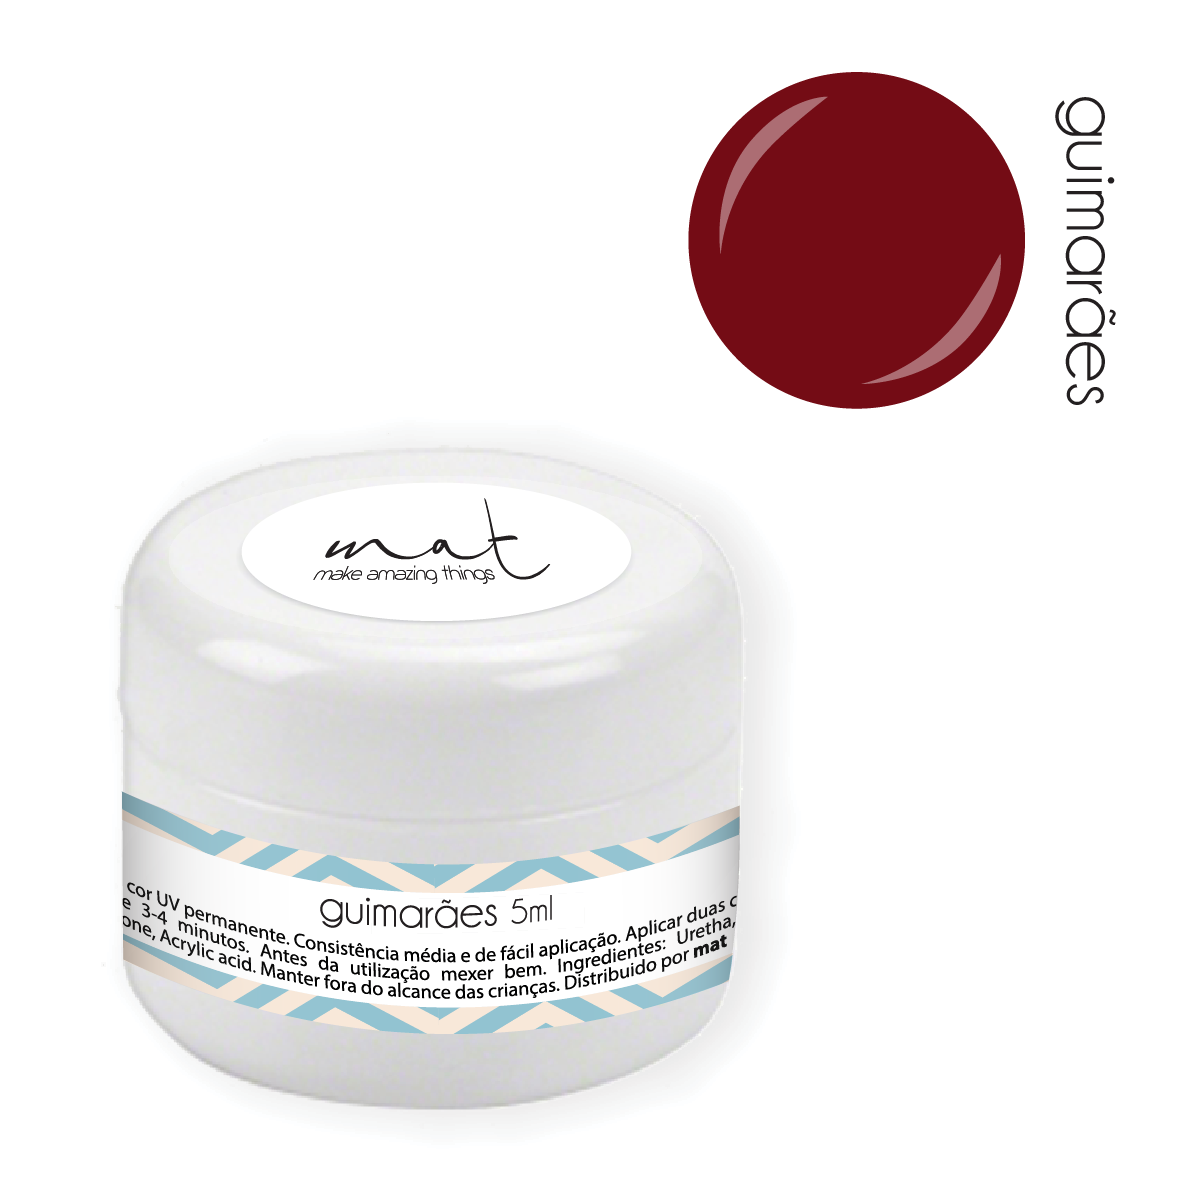 guimarães
mat
make amazing things
guimarães 5ml
cor UV permanente. Consistência média e de fácil aplicação. Aplicar duas c
e 3-4 minutos. Antes da utilização mexer bem. Ingredientes: Uretha,
one, Acrylic acid. Manter fora do alcance das crianças. Distribuido por mat